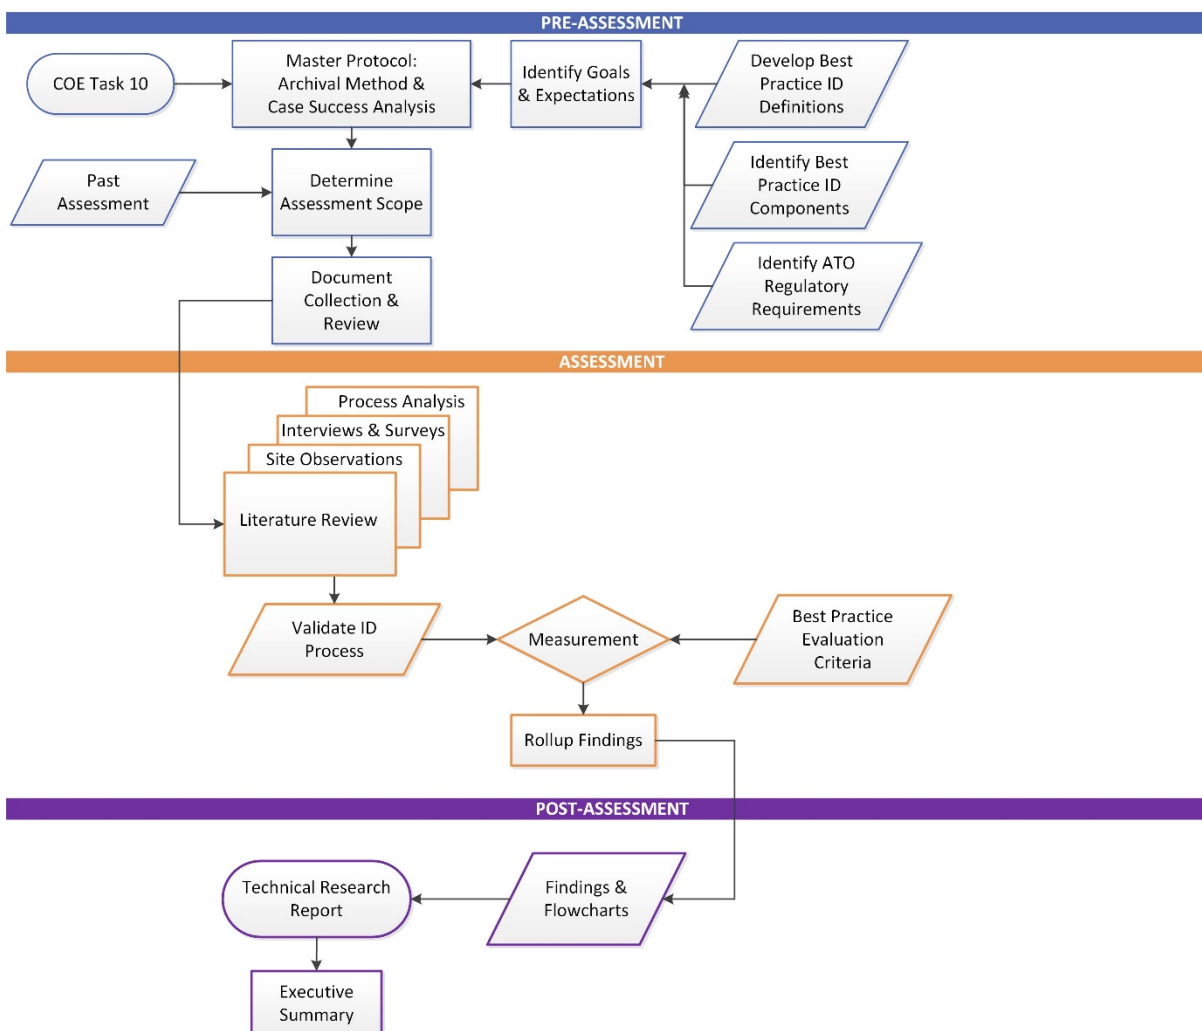 PRE-ASSESSMENT
COE Task 10
Master Protocol:
Archival Method &
Case Success Analysis
Identify Goals
& Expectations
Develop Best
Practice ID
Definitions
Past
Assessment
Determine
Assessment Scope
Identify Best
Practice ID
Components
Document
Collection &
Review
Identify ATO
Regulatory
Requirements
ASSESSMENT
Process Analysis
Interviews & Surveys
Site Observations
Literature Review
Validate ID
Process
Measurement
Best Practice
Evaluation
Criteria
Rollup Findings
POST-ASSESSMENT
Technical Research
Report
Findings &
Flowcharts
Executive
Summary